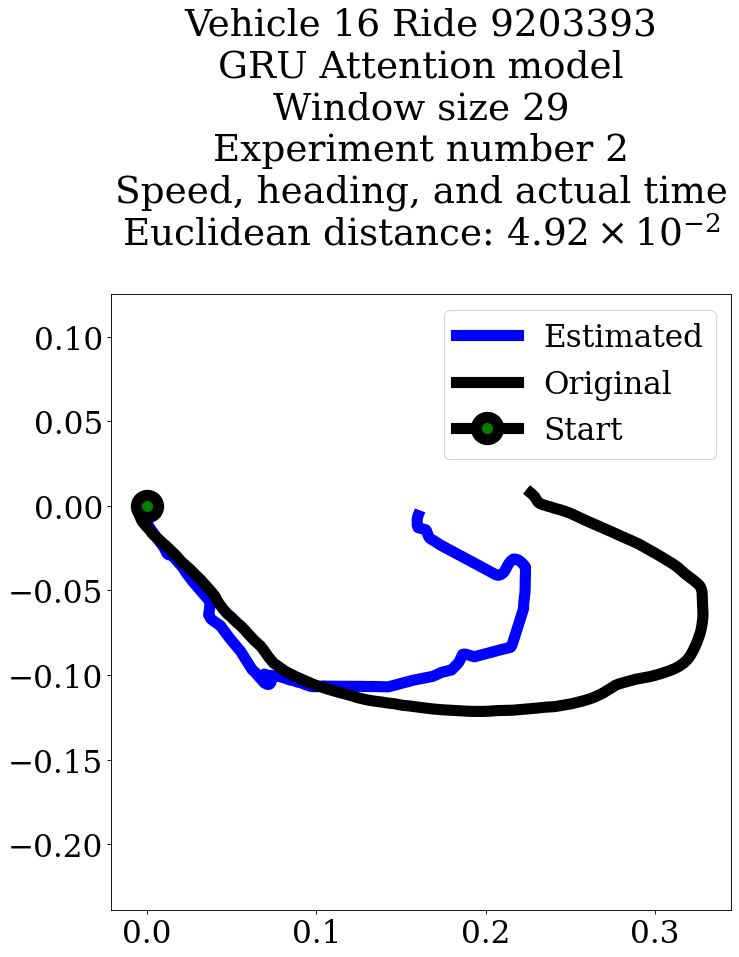 Vehicle 16 Ride 9203393
GRU Attention model
Window size 29
Experiment number 2
Speed, heading, and actual time
Euclidean distance: 4.92 × 10⁻²
Estimated
Original
Start
0.10
0.05
0.00
−0.05
−0.10
−0.15
−0.20
0.0 0.1 0.2 0.3